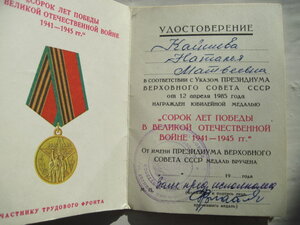 „СОРОК ЛЕТ ПОБЕДЫ
В ВЕЛИКОЙ ОТЕЧЕСТВЕННОЙ ВОЙНЕ
1941—1945 гг."
УЧАСТНИКУ ТРУДОВОГО ФРОНТА
УДОСТОВЕРЕНИЕ
Наталья
Матвеевна
В СООТВЕТСТВИИ с Указом ПРЕЗИДИУМА
ВЕРХОВНОГО СОВЕТА СССР
от 12 апреля 1985 года
НАГРАЖДЕН ЮБИЛЕЙНОЙ МЕДАЛЬЮ
„СОРОК ЛЕТ ПОБЕДЫ
В ВЕЛИКОЙ ОТЕЧЕСТВЕННОЙ
ВОЙНЕ 1941—1945 гг."
От имени ПРЕЗИДИУМА ВЕРХОВНОГО
СОВЕТА СССР МЕДАЛЬ ВРУЧЕНА
19 года